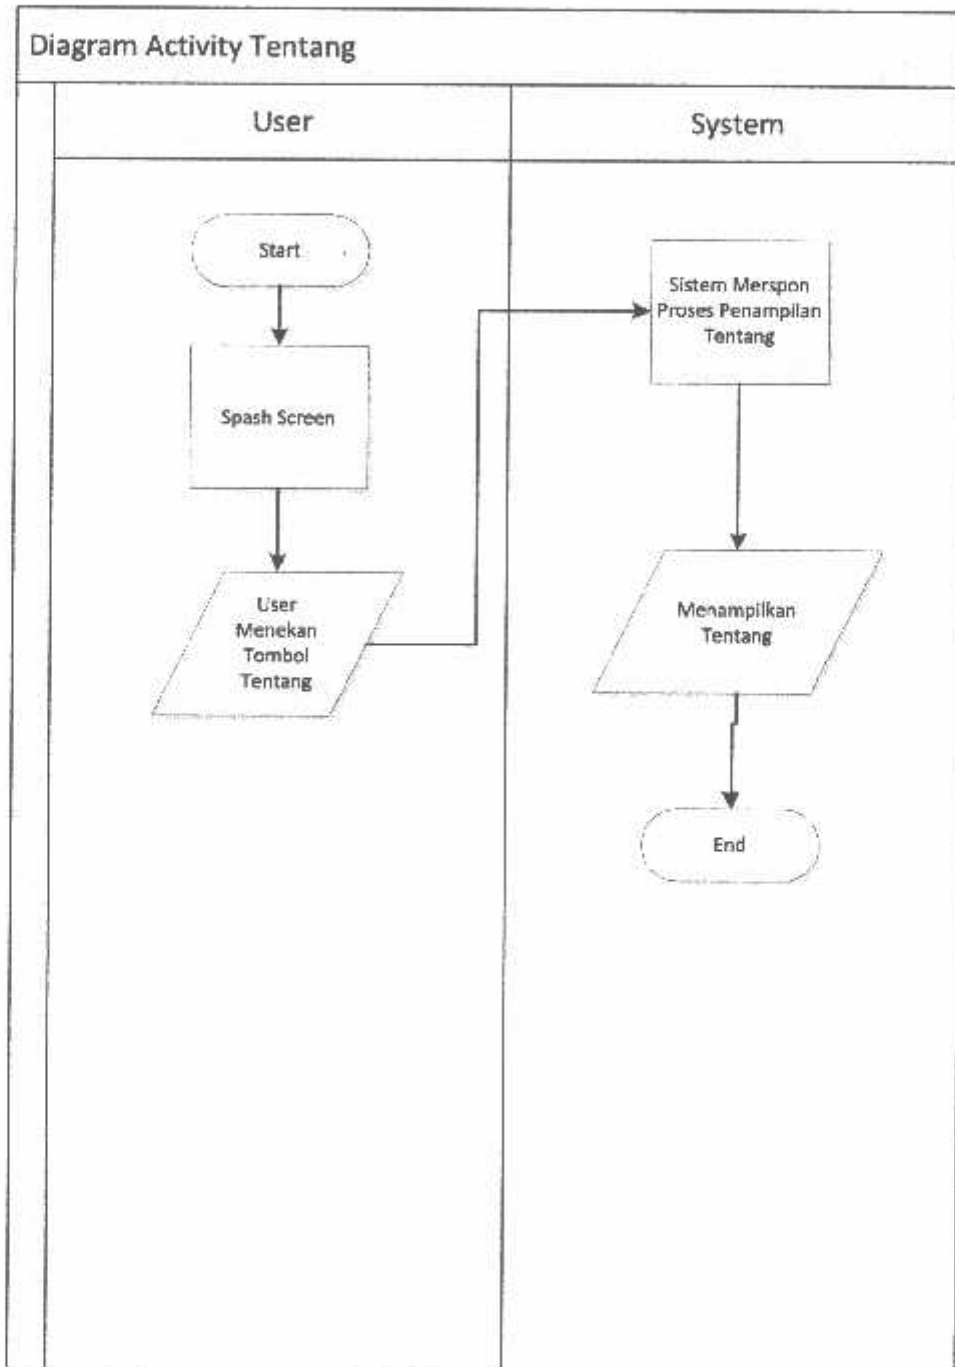 Diagram Activity Tentang
User
System
Start
Spash Screen
User
Menekan
Tombol
Tentang
Sistem Merspon
Proses Penampilan
Tentang
Menampilkan
Tentang
End